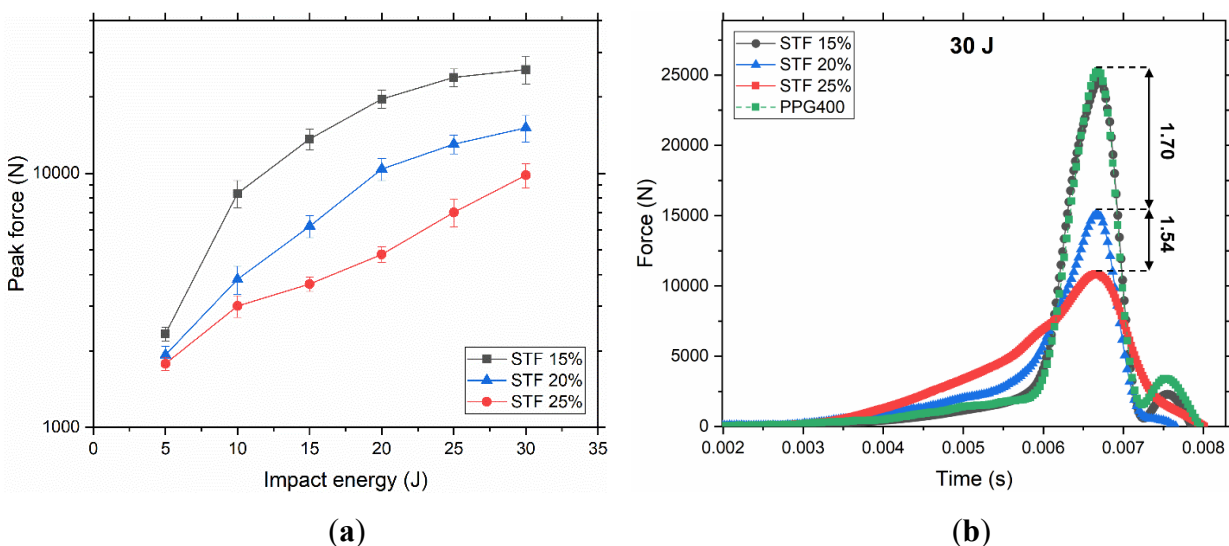 10000
1000
0
5
10
15
20
25
30
35
Peak force (N)
Impact energy (J)
STF 15%
STF 20%
STF 25%
(a)
STF 15%
STF 20%
STF 25%
PPG400
30 J
25000
20000
15000
10000
5000
0
0.002
0.003
0.004
0.005
0.006
0.007
0.008
Force (N)
Time (s)
1.70
1.54
(b)